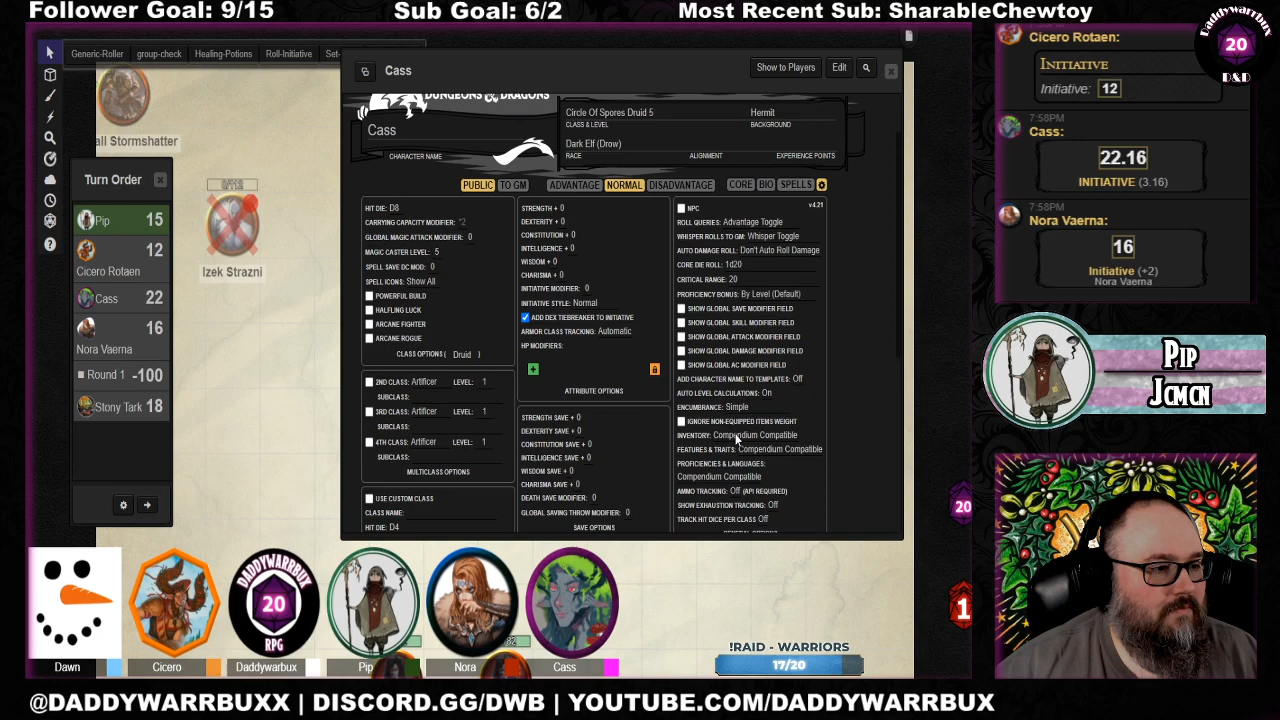 Follower Goal: 9/15
Sub Goal: 6/2
Most Recent Sub: SharableChewtoy
Daddywarrbux
20
D&D
Generic-Roller
group-check
Healing-Potions
Roll-Initiative
Set-
all Stormshatter
0/112
Izek Strazni
Turn Order
Pip 15
12
Cicero Rotaen
Cass 22
16
Nora Vaerna
Round 1 -100
Stony Tark 18
Cass
Show to Players
Edit
DUNGEONS & DRAGONS
Cass
CHARACTER NAME
Circle Of Spores Druid 5
Hermit
CLASS & LEVEL
BACKGROUND
Dark Elf (Drow)
RACE
ALIGNMENT
EXPERIENCE POINTS
PUBLIC
TO GM
ADVANTAGE
NORMAL
DISADVANTAGE
CORE
BIO
SPELLS
HIT DIE: D8
CARRYING CAPACITY MODIFIER: *2
GLOBAL MAGIC ATTACK MODIFIER: 0
MAGIC CASTER LEVEL: 5
SPELL SAVE DC MOD: 0
SPELL ICONS: Show All
POWERFUL BUILD
HALFLING LUCK
ARCANE FIGHTER
ARCANE ROGUE
CLASS OPTIONS ( Druid )
2ND CLASS: Artificer LEVEL: 1
SUBCLASS:
3RD CLASS: Artificer LEVEL: 1
SUBCLASS:
4TH CLASS: Artificer LEVEL: 1
SUBCLASS:
MULTICLASS OPTIONS
USE CUSTOM CLASS
CLASS NAME:
HIT DIE: D4
STRENGTH + 0
DEXTERITY + 0
CONSTITUTION + 0
INTELLIGENCE + 0
WISDOM + 0
CHARISMA + 0
INITIATIVE MODIFIER: 0
INITIATIVE STYLE: Normal
ADD DEX TIEBREAKER TO INITIATIVE
ARMOR CLASS TRACKING: Automatic
HP MODIFIERS:
ATTRIBUTE OPTIONS
STRENGTH SAVE + 0
DEXTERITY SAVE + 0
CONSTITUTION SAVE + 0
INTELLIGENCE SAVE + 0
WISDOM SAVE + 0
CHARISMA SAVE + 0
DEATH SAVE MODIFIER: 0
GLOBAL SAVING THROW MODIFIER: 0
SAVE OPTIONS
NPC
v4.21
ROLL QUERIES: Advantage Toggle
WHISPER ROLLS TO GM: Whisper Toggle
AUTO DAMAGE ROLL: Don't Auto Roll Damage
CORE DIE ROLL: 1d20
CRITICAL RANGE: 20
PROFICIENCY BONUS: By Level (Default)
SHOW GLOBAL SAVE MODIFIER FIELD
SHOW GLOBAL SKILL MODIFIER FIELD
SHOW GLOBAL ATTACK MODIFIER FIELD
SHOW GLOBAL DAMAGE MODIFIER FIELD
SHOW GLOBAL AC MODIFIER FIELD
ADD CHARACTER NAME TO TEMPLATES: Off
AUTO LEVEL CALCULATIONS: On
ENCUMBRANCE: Simple
IGNORE NON-EQUIPPED ITEMS WEIGHT
INVENTORY: Compendium Compatible
FEATURES & TRAITS: Compendium Compatible
PROFICIENCIES & LANGUAGES:
Compendium Compatible
AMMO TRACKING: Off (API REQUIRED)
SHOW EXHAUSTION TRACKING: Off
TRACK HIT DICE PER CLASS Off
Cicero Rotaen:
INITIATIVE
Initiative: 12
7:58PM
Cass:
22.16
INITIATIVE (3.16)
7:58PM
Nora Vaerna:
16
Initiative (+2)
Nora Vaerna
Pip
Jcmcn
20
1
DADDYWARRBUX
20
RPG
Dawn
Cicero
Daddywarbux
Pip
Nora
Cass
!RAID - WARRIORS
17/20
@DADDYWARRBUXX | DISCORD.GG/DWB | YOUTUBE.COM/DADDYWARRBUX